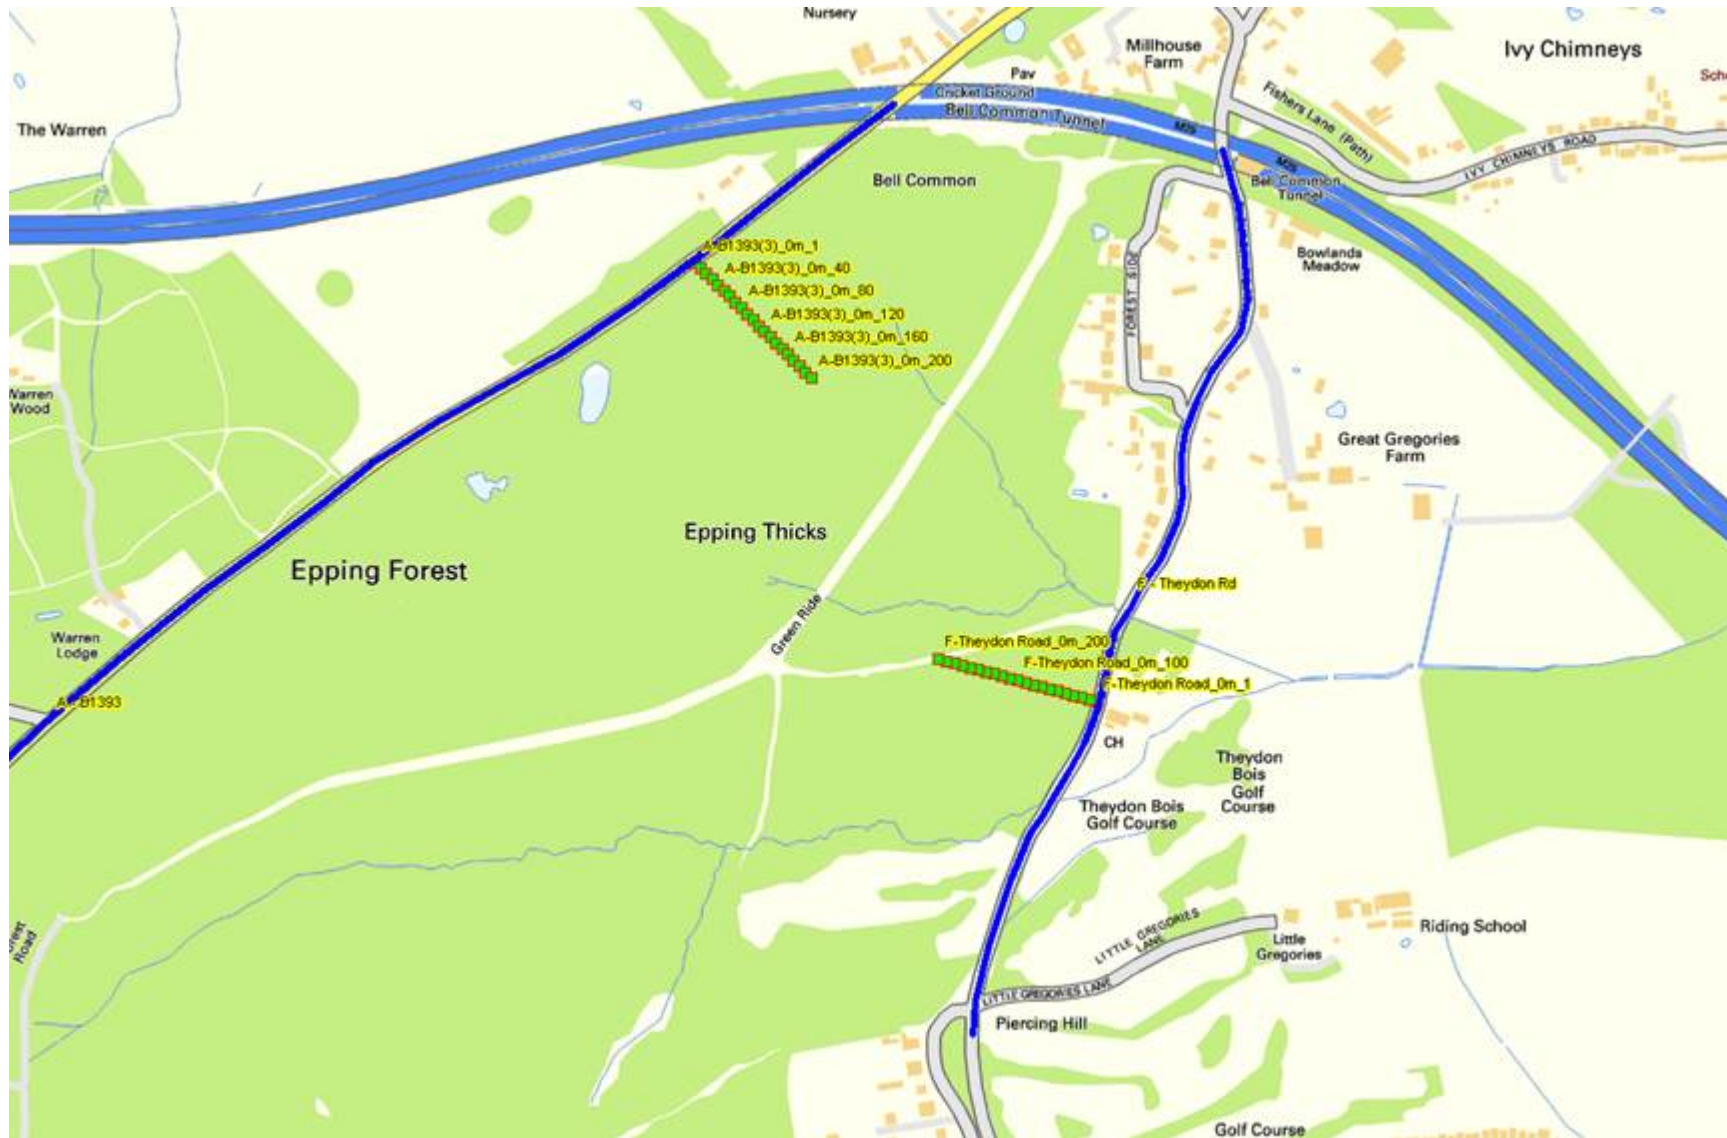 Nursery
Millhouse
Farm
Ivy Chimneys
Pav
Cricket Ground
Bell Common Tunnel
M25
Fishers Lane (Path)
IVY CHIMNEYS ROAD
The Warren
Bell Common
M25
Bell Common
Tunnel
Bowlands
Meadow
FOREST SIDE
A-B1393(3)_0m_1
A-B1393(3)_0m_40
A-B1393(3)_0m_80
A-B1393(3)_0m_120
A-B1393(3)_0m_160
A-B1393(3)_0m_200
Warren
Wood
Great Gregories
Farm
Epping Thicks
Epping Forest
F - Theydon Rd
Green Ride
Warren
Lodge
F-Theydon Road_0m_200
F-Theydon Road_0m_100
F-Theydon Road_0m_1
A - B1393
CH
Theydon
Bois
Golf
Course
Theydon Bois
Golf Course
Road
LITTLE GREGORIES
LANE
Riding School
Little
Gregories
LITTLE GREGORIES LANE
Piercing Hill
Golf Course